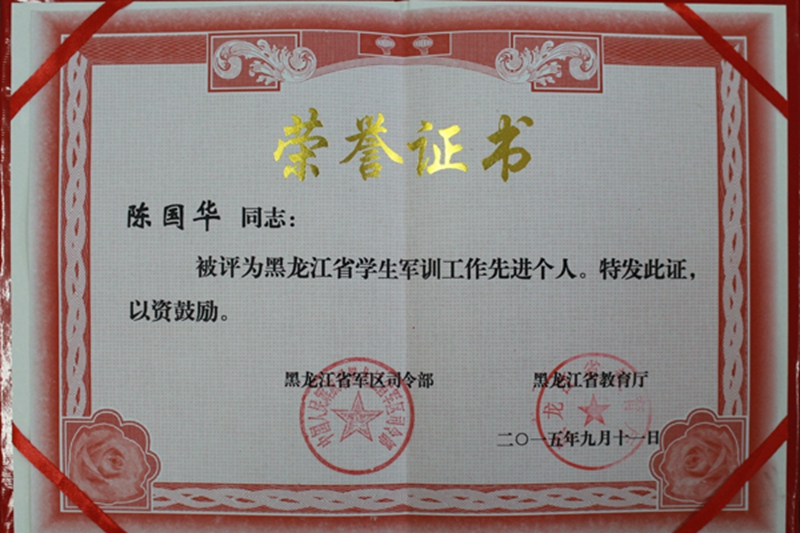 荣誉证书
陈国华 同志：
被评为黑龙江省学生军训工作先进个人。特发此证，
以资鼓励。
黑龙江省军区司令部 黑龙江省教育厅
二〇一五年九月十一日